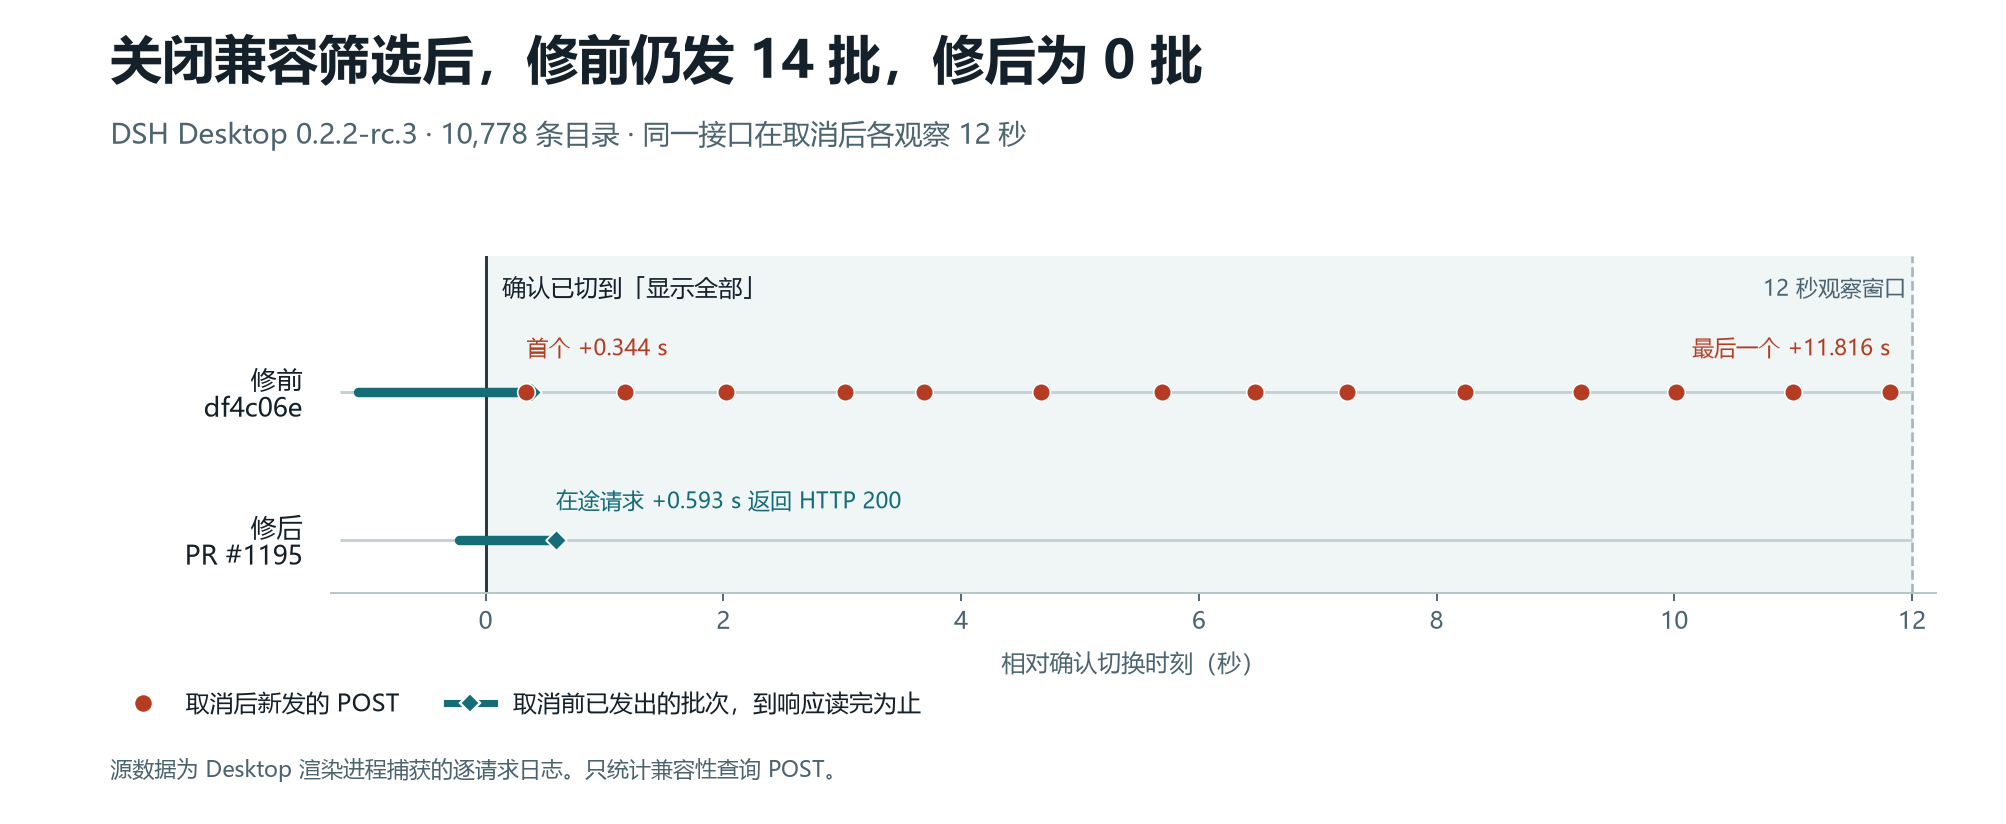 关闭兼容筛选后，修前仍发 14 批，修后为 0 批
DSH Desktop 0.2.2-rc.3 · 10,778 条目录 · 同一接口在取消后各观察 12 秒
确认已切到「显示全部」
12 秒观察窗口
首个 +0.344 s
最后一个 +11.816 s
修前
df4c06e
在途请求 +0.593 s 返回 HTTP 200
修后
PR #1195
0 2 4 6 8 10 12
相对确认切换时刻（秒）
取消后新发的 POST
取消前已发出的批次，到响应读完为止
源数据为 Desktop 渲染进程捕获的逐请求日志。只统计兼容性查询 POST。